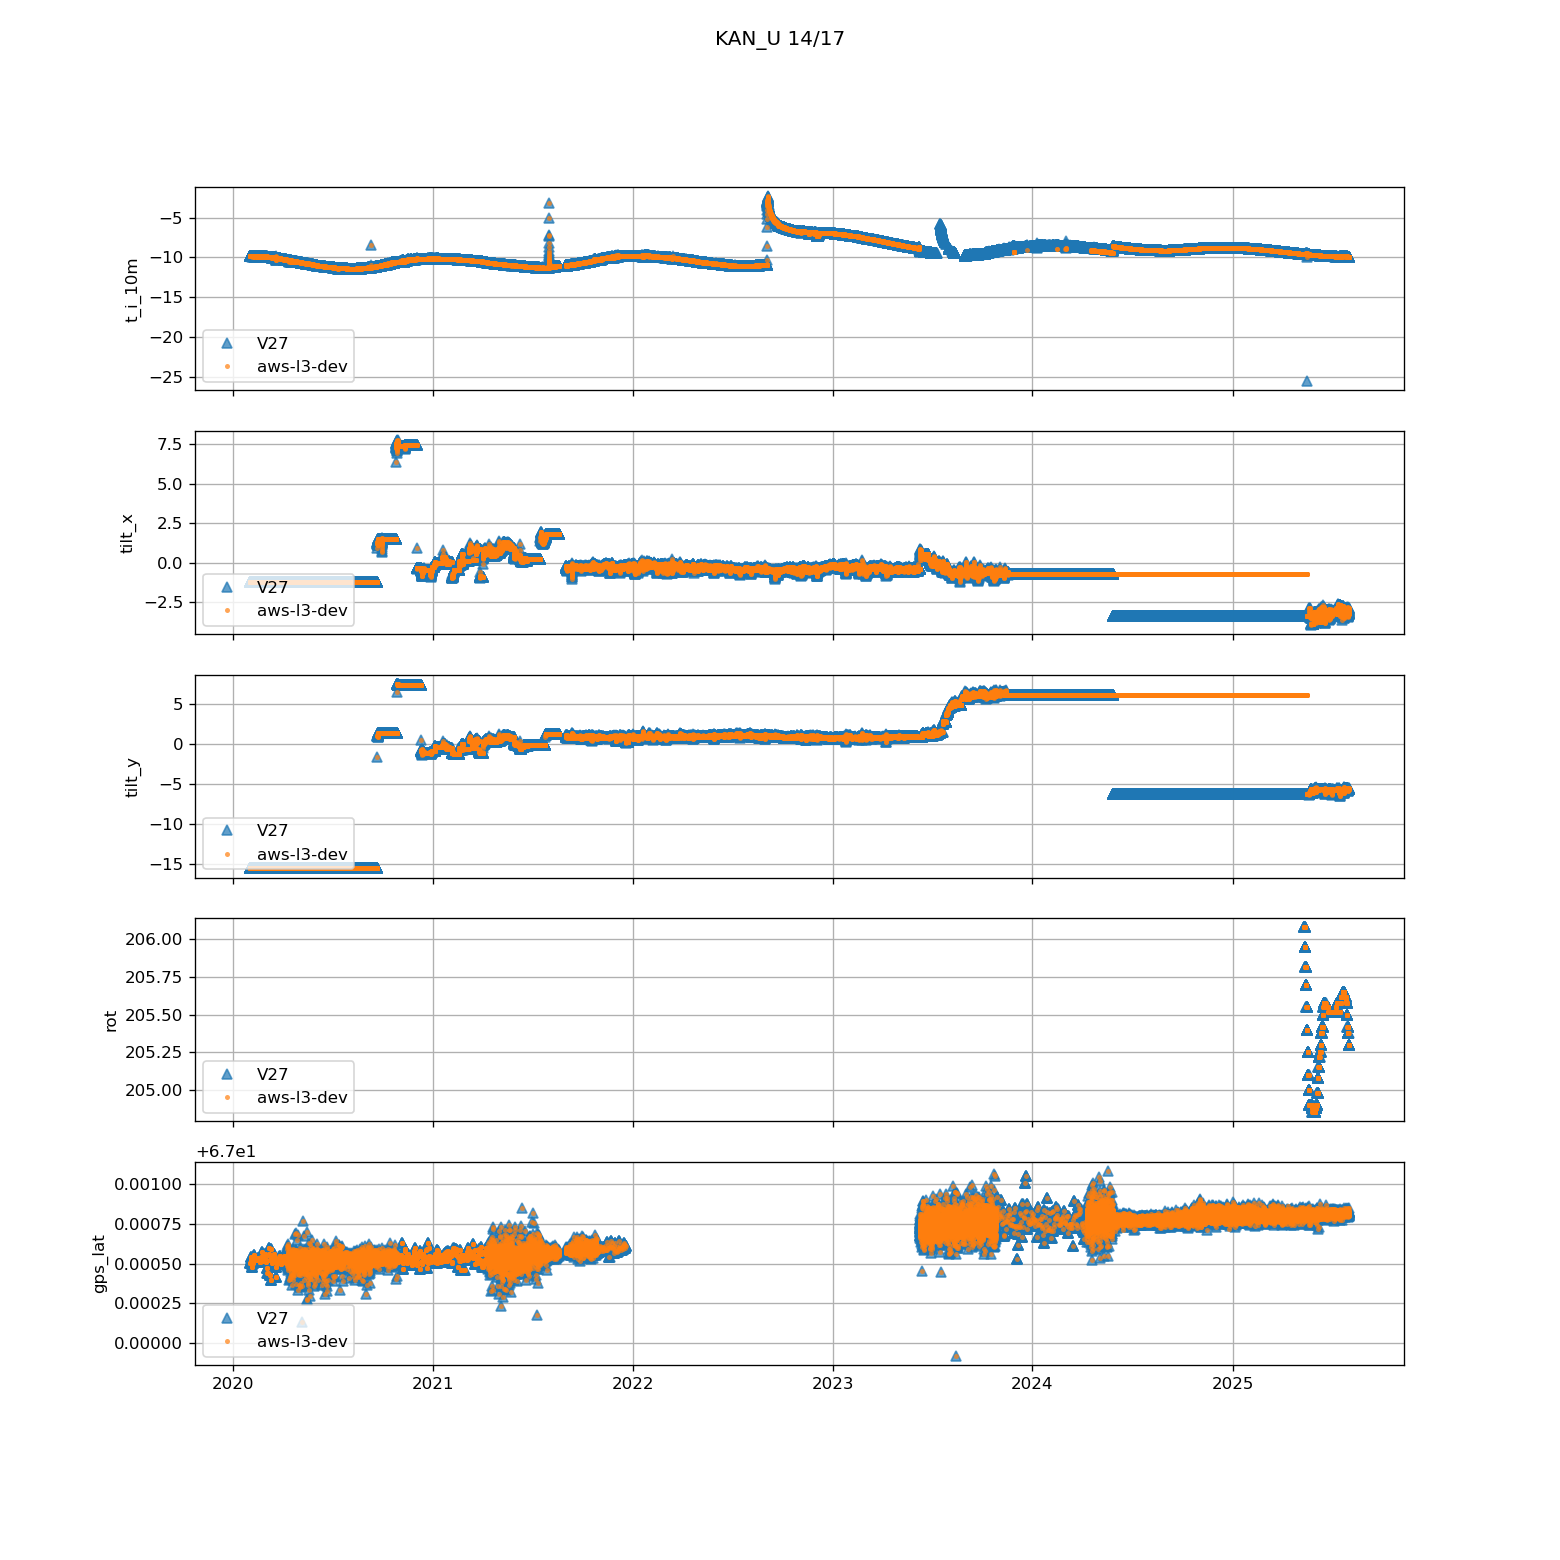 KAN_U 14/17
t_i_10m
−5
−10
−15
−20
−25
V27
aws-l3-dev
tilt_x
7.5
5.0
2.5
0.0
−2.5
V27
aws-l3-dev
tilt_y
5
0
−5
−10
−15
V27
aws-l3-dev
rot
206.00
205.75
205.50
205.25
205.00
V27
aws-l3-dev
+6.7e1
gps_lat
0.00100
0.00075
0.00050
0.00025
0.00000
V27
aws-l3-dev
2020 2021 2022 2023 2024 2025